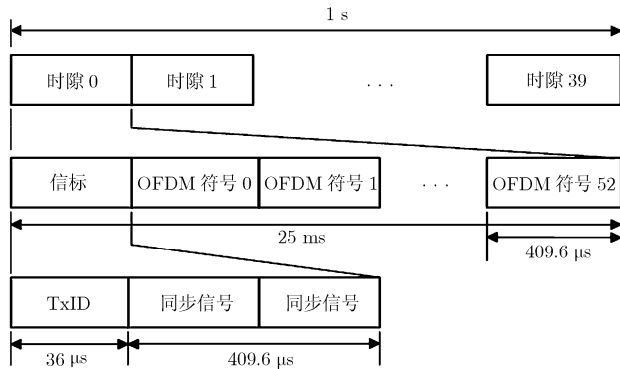 1 s
时隙 0 时隙 1 · · · 时隙 39
信标 OFDM 符号 0 OFDM 符号 1 · · · OFDM 符号 52
25 ms
409.6 μs
TxID 同步信号 同步信号
36 μs 409.6 μs